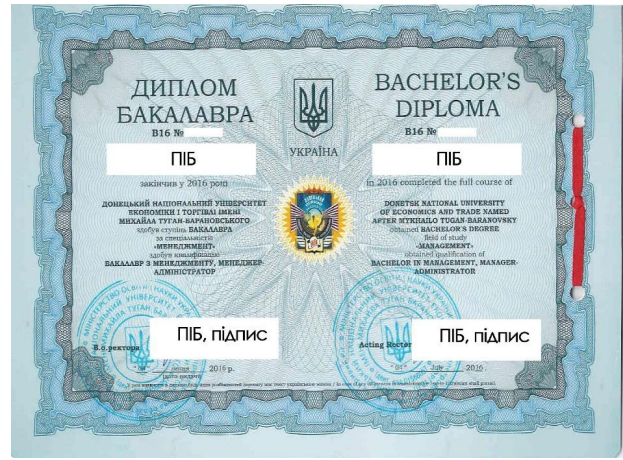 ДИПЛОМ
БАКАЛАВРА
В16 №
ПІБ
закінчив у 2016 році
ДОНЕЦЬКИЙ НАЦІОНАЛЬНИЙ УНІВЕРСИТЕТ
ЕКОНОМІКИ І ТОРГІВЛІ ІМЕНІ
МИХАЙЛА ТУГАН-БАРАНОВСЬКОГО
здобув ступінь БАКАЛАВРА
за спеціальністю
«МЕНЕДЖМЕНТ»
здобув кваліфікацію
БАКАЛАВР З МЕНЕДЖМЕНТУ, МЕНЕДЖЕР-
АДМІНІСТРАТОР
В.о.ректора
ПІБ, підпис
липня 2016 р.
УКРАЇНА
BACHELOR'S
DIPLOMA
B16 №
ПІБ
in 2016 completed the full course of
DONETSK NATIONAL UNIVERSITY
OF ECONOMICS AND TRADE NAMED
AFTER MYKHAILO TUGAN-BARANOVSKY
obtained BACHELOR'S DEGREE
field of study
«MANAGEMENT»
obtained qualification of
BACHELOR IN MANAGEMENT, MANAGER-
ADMINISTRATOR
Acting Rector
ПІБ, підпис
July 2016.